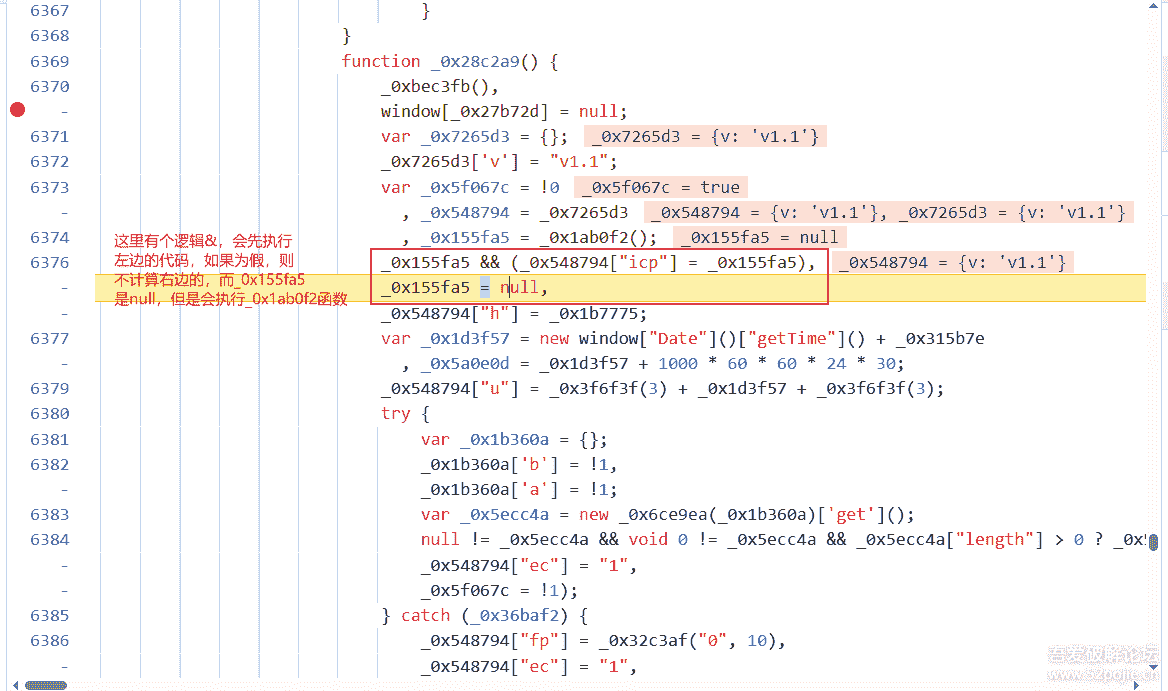 6367 }
6368 }
6369 function _0x28c2a9() {
6370 _0xbec3fb(),
- window[_0x27b72d] = null;
6371 var _0x7265d3 = {}; _0x7265d3 = {v: 'v1.1'}
6372 _0x7265d3['v'] = "v1.1";
6373 var _0x5f067c = !0 _0x5f067c = true
- , _0x548794 = _0x7265d3 _0x548794 = {v: 'v1.1'}, _0x7265d3 = {v: 'v1.1'}
6374 , _0x155fa5 = _0x1ab0f2(); _0x155fa5 = null
这里有个逻辑&，会先执行
左边的代码，如果为假，则
不计算右边的，而_0x155fa5
是null，但是会执行_0x1ab0f2函数
6376 _0x155fa5 && (_0x548794["icp"] = _0x155fa5), _0x548794 = {v: 'v1.1'}
- _0x155fa5 = null,
- _0x548794["h"] = _0x1b7775;
6377 var _0x1d3f57 = new window["Date"]()["getTime"]() + _0x315b7e
- , _0x5a0e0d = _0x1d3f57 + 1000 * 60 * 60 * 24 * 30;
6379 _0x548794["u"] = _0x3f6f3f(3) + _0x1d3f57 + _0x3f6f3f(3);
6380 try {
6381 var _0x1b360a = {};
6382 _0x1b360a['b'] = !1,
- _0x1b360a['a'] = !1;
6383 var _0x5ecc4a = new _0x6ce9ea(_0x1b360a)['get']();
6384 null != _0x5ecc4a && void 0 != _0x5ecc4a && _0x5ecc4a["length"] > 0 ?
- _0x548794["ec"] = "1",
- _0x5f067c = !1);
6385 } catch (_0x36baf2) {
6386 _0x548794["fp"] = _0x32c3af("0", 10),
- _0x548794["ec"] = "1",
吾爱破解论坛
www.52pojie.cn